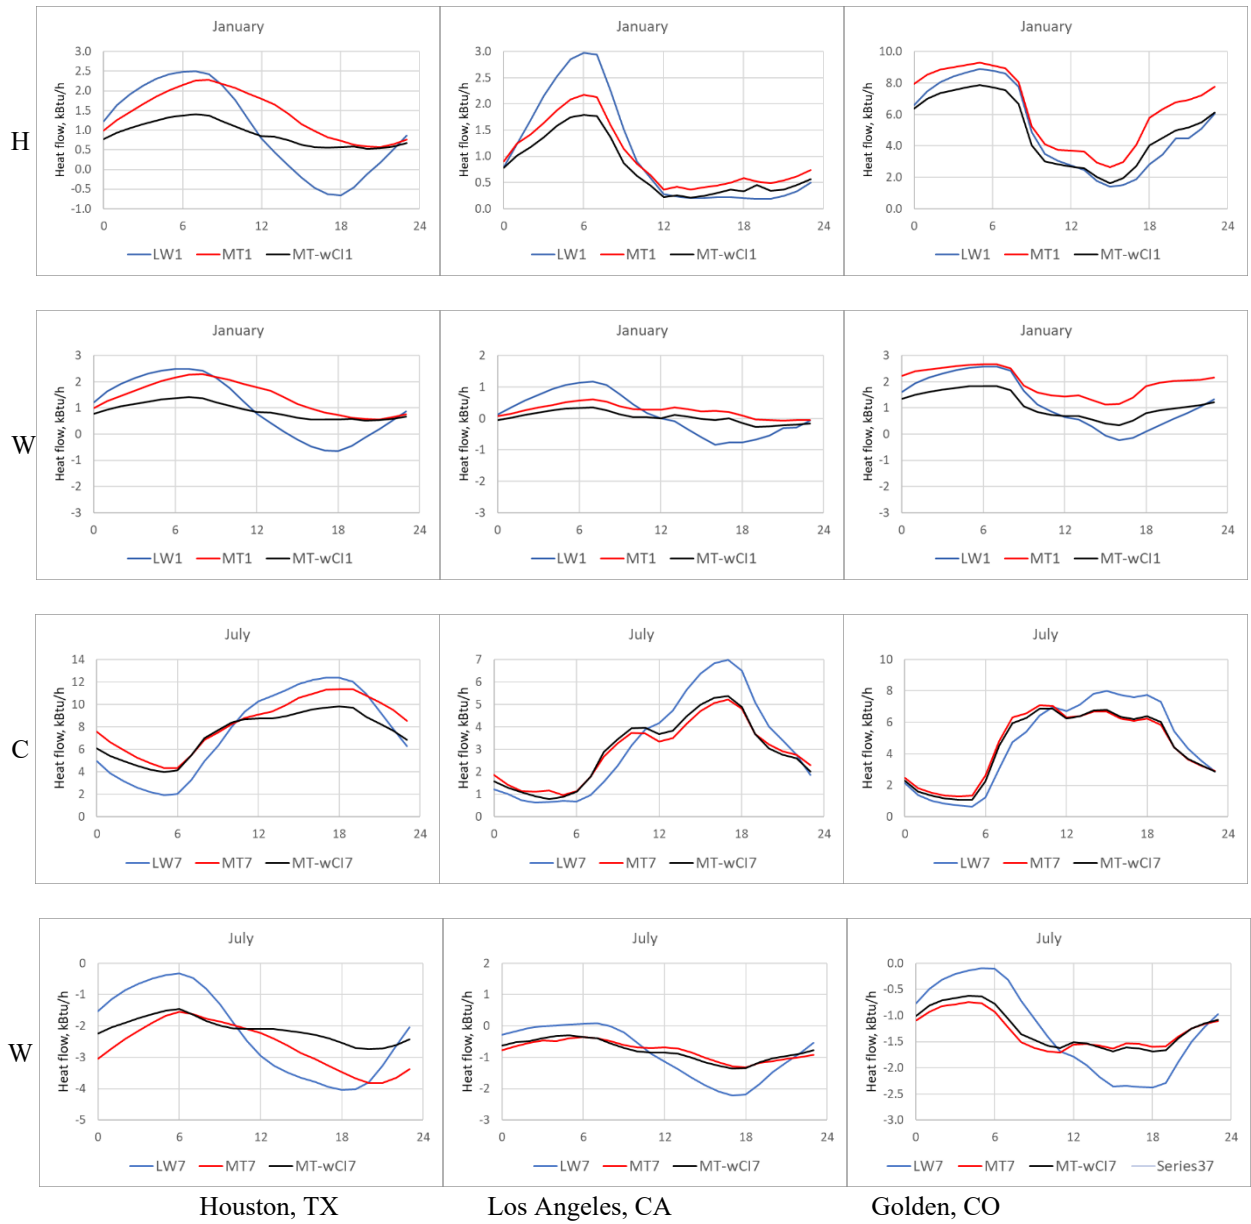 January January January
H
Heat flow, kBtu/h
3.0
2.5
2.0
1.5
1.0
0.5
0.0
-0.5
-1.0
0 6 12 18 24
LW1 MT1 MT-wCI1
Heat flow, kBtu/h
3.0
2.5
2.0
1.5
1.0
0.5
0.0
0 6 12 18 24
LW1 MT1 MT-wCI1
Heat flow, kBtu/h
10.0
8.0
6.0
4.0
2.0
0.0
0 6 12 18 24
LW1 MT1 MT-wCI1
January January January
W
Heat flow, kBtu/h
3
2
1
0
-1
-2
-3
0 6 12 18 24
LW1 MT1 MT-wCI1
Heat flow, kBtu/h
2
1
0
-1
-2
-3
0 6 12 18 24
LW1 MT1 MT-wCI1
Heat flow, kBtu/h
3
2
1
0
-1
-2
-3
0 6 12 18 24
LW1 MT1 MT-wCI1
July July July
C
Heat flow, kBtu/h
14
12
10
8
6
4
2
0
0 6 12 18 24
LW7 MT7 MT-wCI7
Heat flow, kBtu/h
7
6
5
4
3
2
1
0
0 6 12 18 24
LW7 MT7 MT-wCI7
Heat flow, kBtu/h
10
8
6
4
2
0
0 6 12 18 24
LW7 MT7 MT-wCI7
July July July
W
Heat flow, kBtu/h
0
-1
-2
-3
-4
-5
0 6 12 18 24
LW7 MT7 MT-wCI7
Heat flow, kBtu/h
2
1
0
-1
-2
-3
0 6 12 18 24
LW7 MT7 MT-wCI7
Heat flow, kBtu/h
0.0
-0.5
-1.0
-1.5
-2.0
-2.5
-3.0
0 6 12 18 24
LW7 MT7 MT-wCI7 Series37
Houston, TX Los Angeles, CA Golden, CO